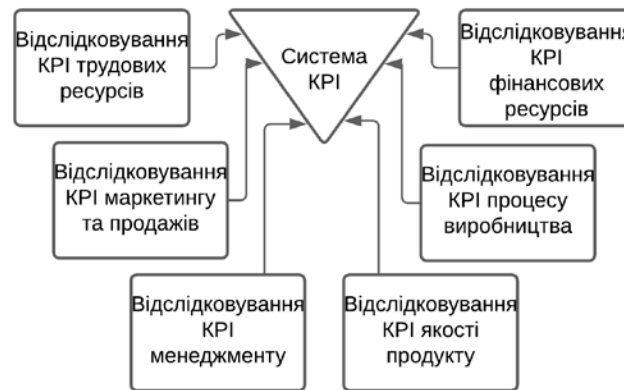 Відслідковування
КРІ трудових
ресурсів
Система
КРІ
Відслідковування
КРІ
фінансових
ресурсів
Відслідковування
КРІ маркетингу
та продажів
Відслідковування
КРІ процесу
виробництва
Відслідковування
КРІ
менеджменту
Відслідковування
КРІ якості
продукту